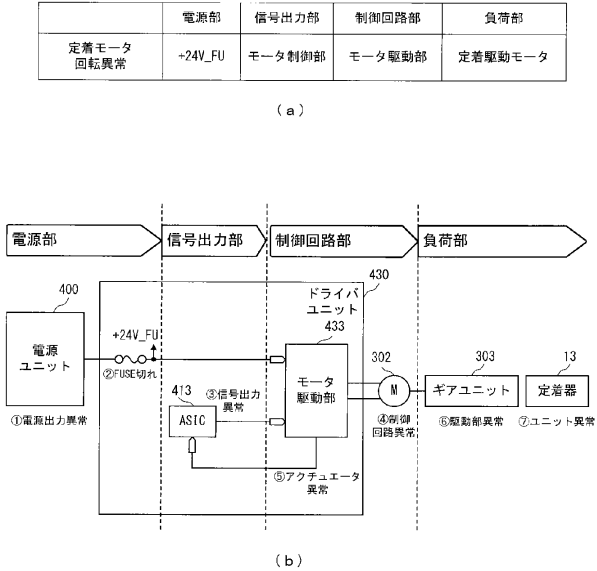 電源部 信号出力部 制御回路部 負荷部
定着モータ
回転異常 +24V_FU モータ制御部 モータ駆動部 定着駆動モータ
(a)
電源部 信号出力部 制御回路部 負荷部
400
電源
ユニット
①電源出力異常
+24V_FU
②FUSE切れ
430
ドライバ
ユニット
433
モータ
駆動部
413
ASIC
③信号出力
異常
⑤アクチュエータ
異常
302
M
④制御
回路異常
303
ギアユニット
⑥駆動部異常
13
定着器
⑦ユニット異常
(b)